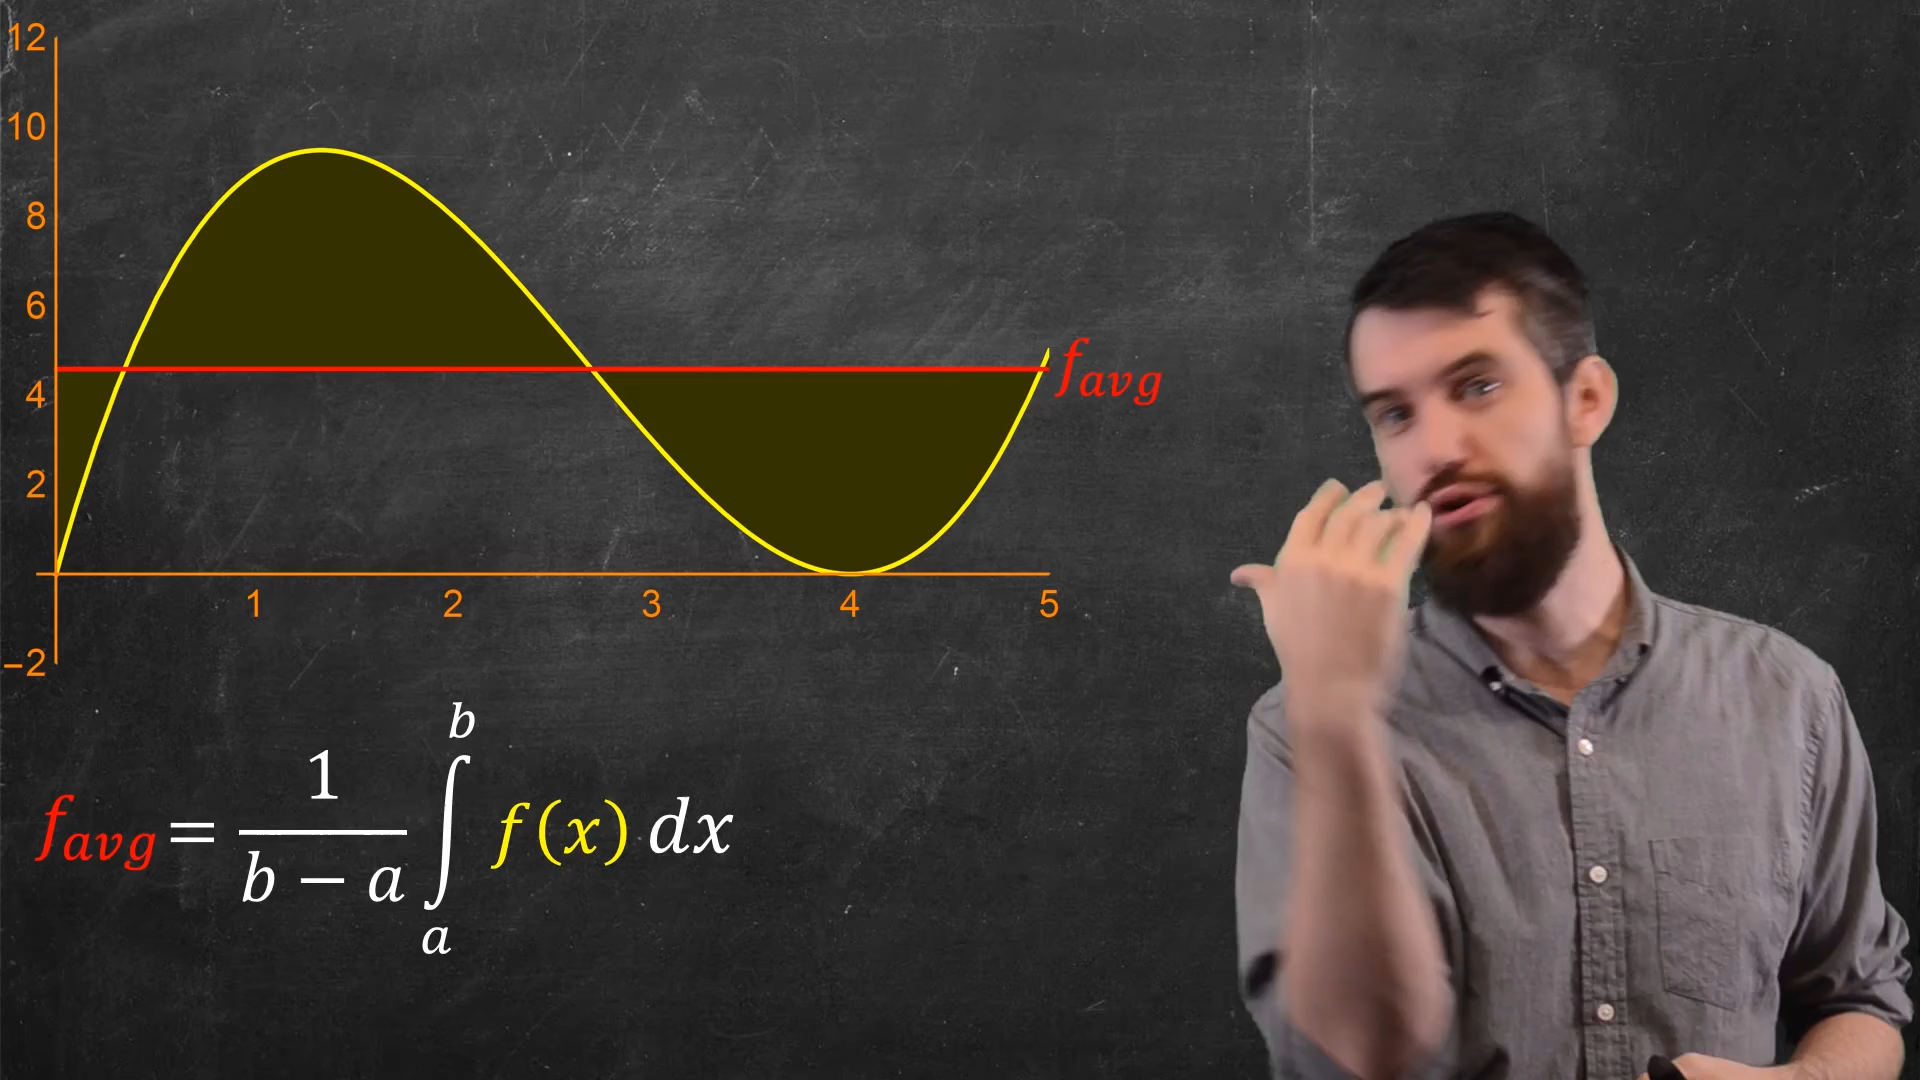 12
10
8
6
4
2
−2
1 2 3 4 5
f_avg
f_avg = 1/(b − a) ∫_a^b f(x) dx